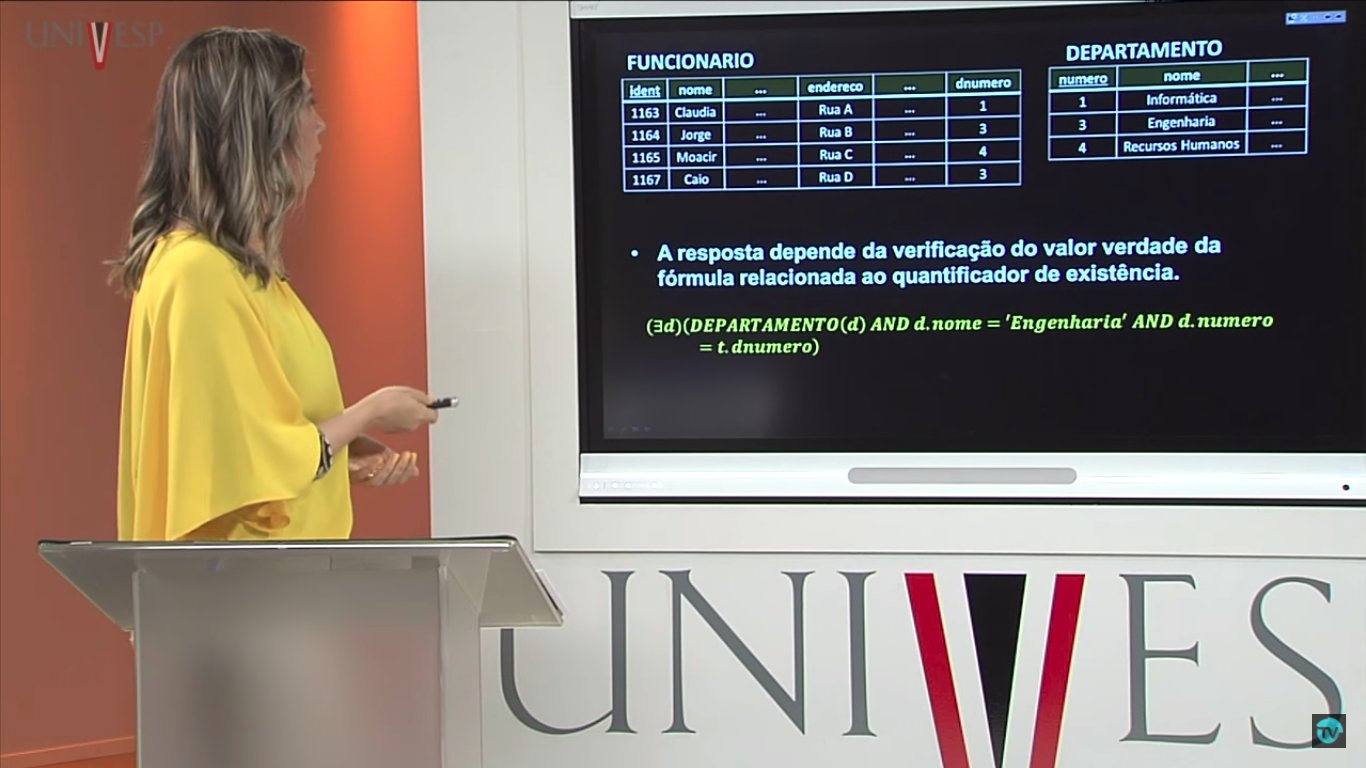 UNIVESP
FUNCIONARIO
Ident nome ... endereco ... dnumero
1163 Claudia ... Rua A ... 1
1164 Jorge ... Rua B ... 3
1165 Moacir ... Rua C ... 4
1167 Caio ... Rua D ... 3
DEPARTAMENTO
numero nome ...
1 Informática ...
3 Engenharia ...
4 Recursos Humanos ...
• A resposta depende da verificação do valor verdade da
fórmula relacionada ao quantificador de existência.
(∃d)(DEPARTAMENTO(d) AND d.nome = 'Engenharia' AND d.numero
= t.dnumero)
UNIVES
TV